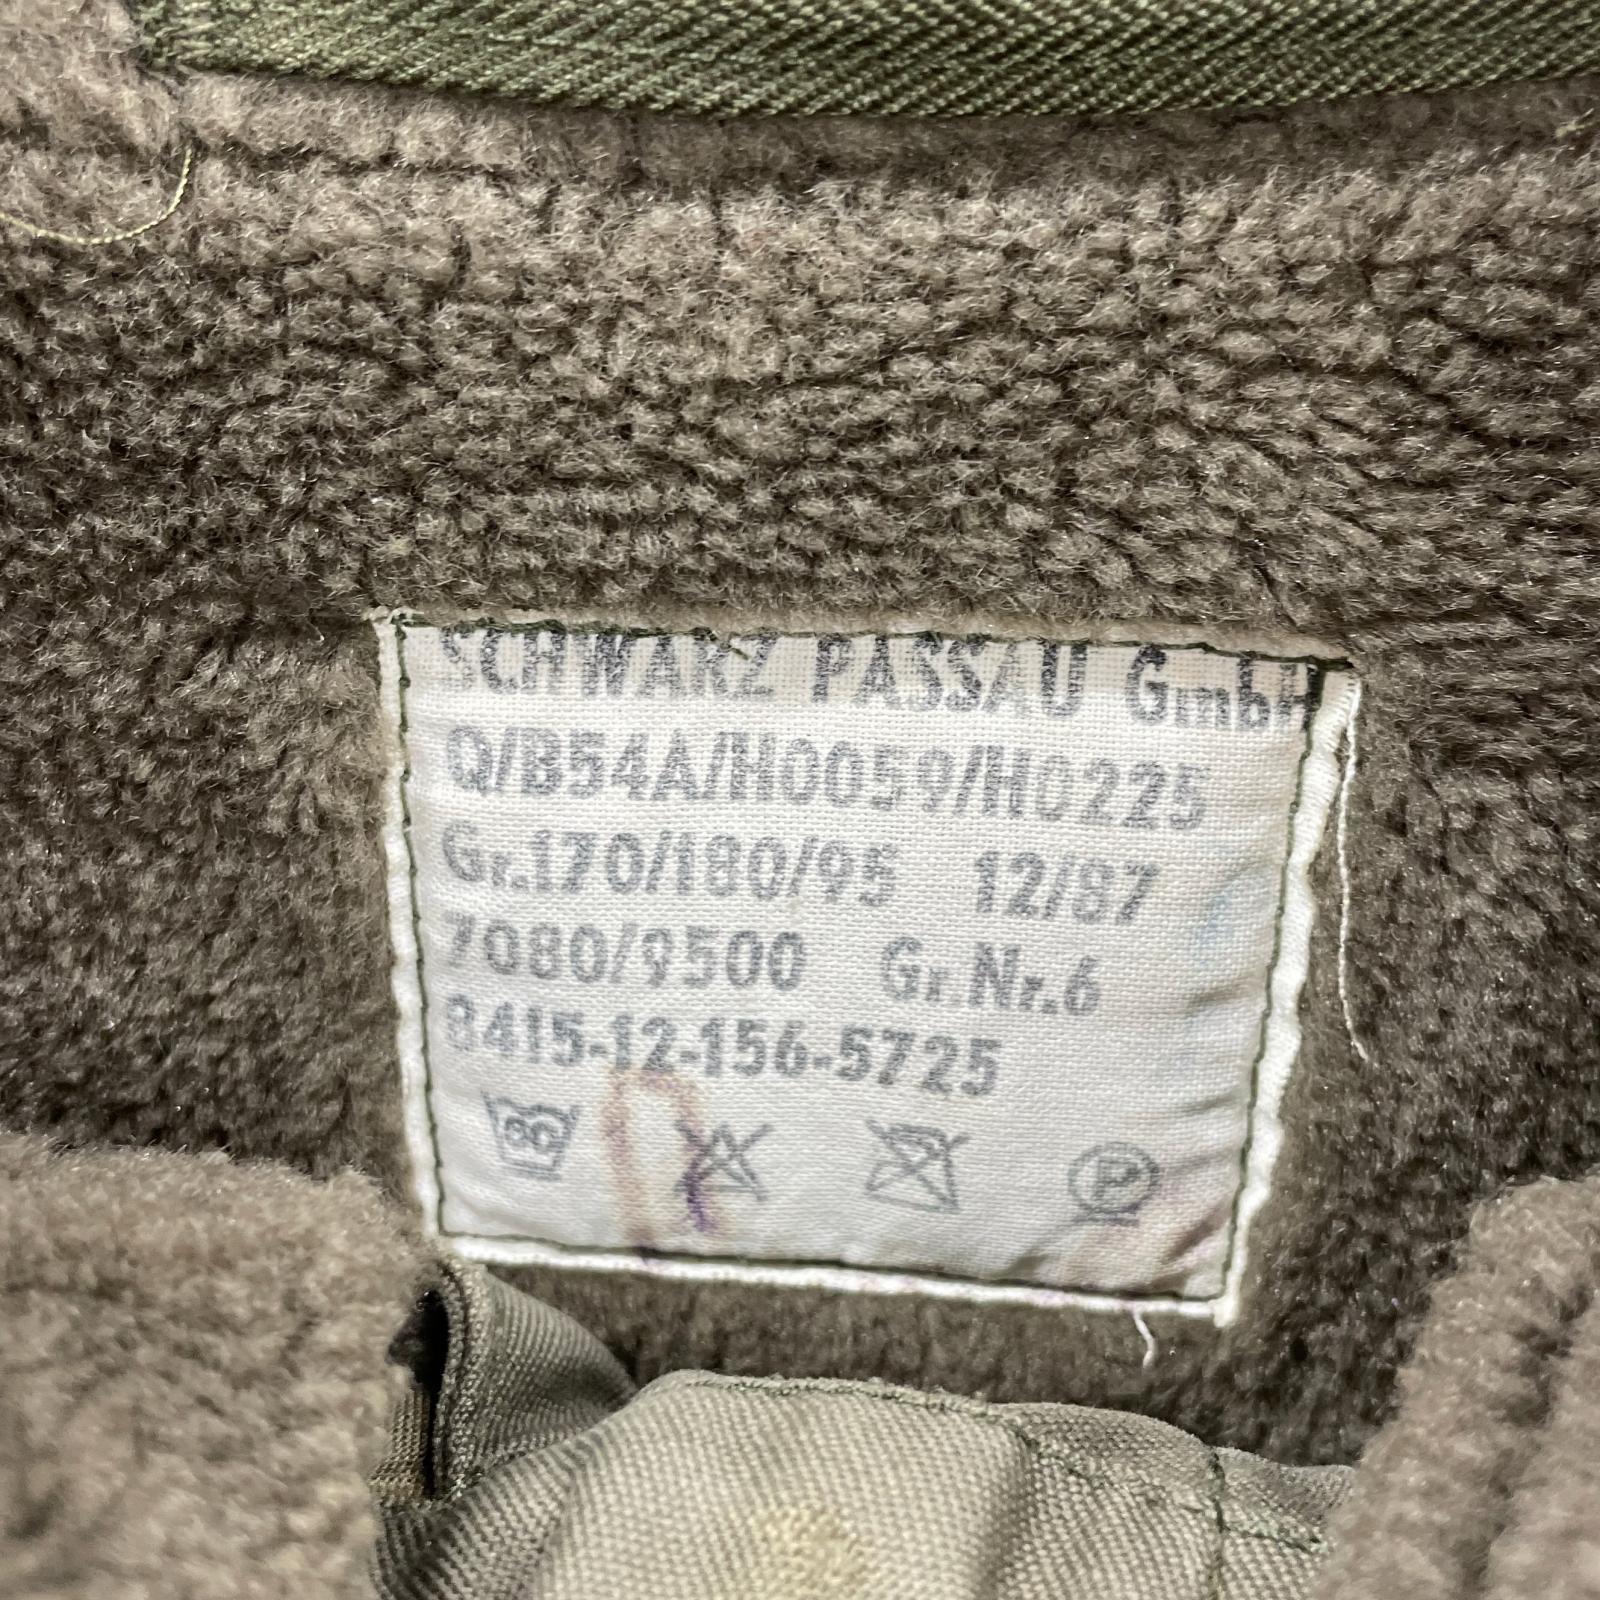 SCHWARZ PASSAU GmbH
Q/B54A/H0059/H0225
Gr.170/180/95 12/87
7080/9500 Gr.Nr.6
8415-12-156-5725
P